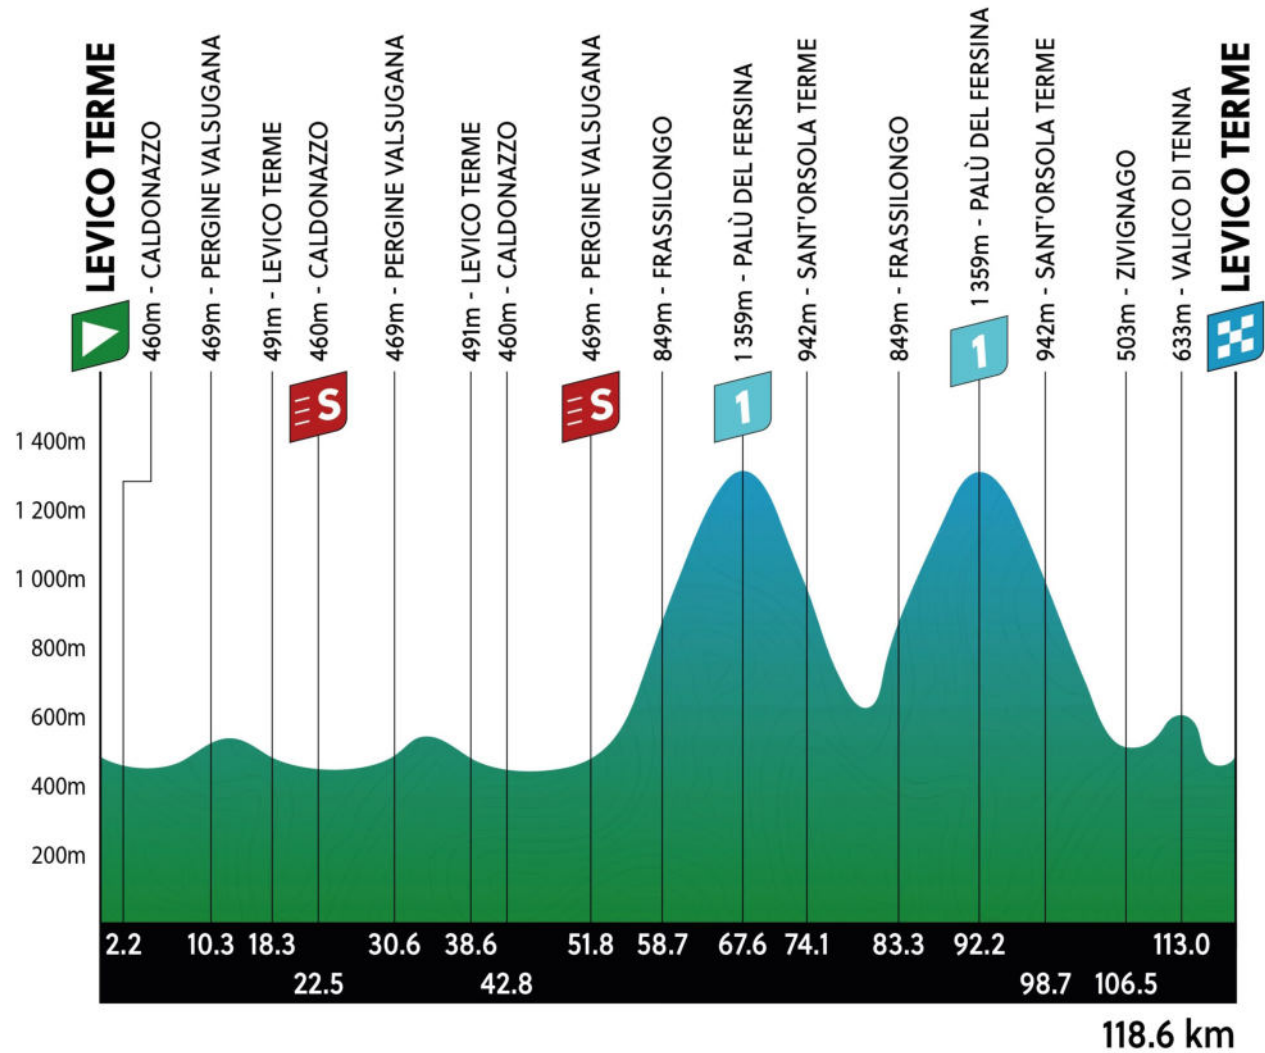 LEVICO TERME
460m - CALDONAZZO
469m - PERGINE VALSUGANA
491m - LEVICO TERME
460m - CALDONAZZO
469m - PERGINE VALSUGANA
491m - LEVICO TERME
460m - CALDONAZZO
469m - PERGINE VALSUGANA
849m - FRASSILONGO
1 359m - PALÙ DEL FERSINA
942m - SANT'ORSOLA TERME
849m - FRASSILONGO
1 359m - PALÙ DEL FERSINA
942m - SANT'ORSOLA TERME
503m - ZIVIGNAGO
633m - VALICO DI TENNA
LEVICO TERME
S
S
1
1
1 400m
1 200m
1 000m
800m
600m
400m
200m
2.2 10.3 18.3 30.6 38.6 51.8 58.7 67.6 74.1 83.3 92.2 113.0
22.5 42.8 98.7 106.5
118.6 km